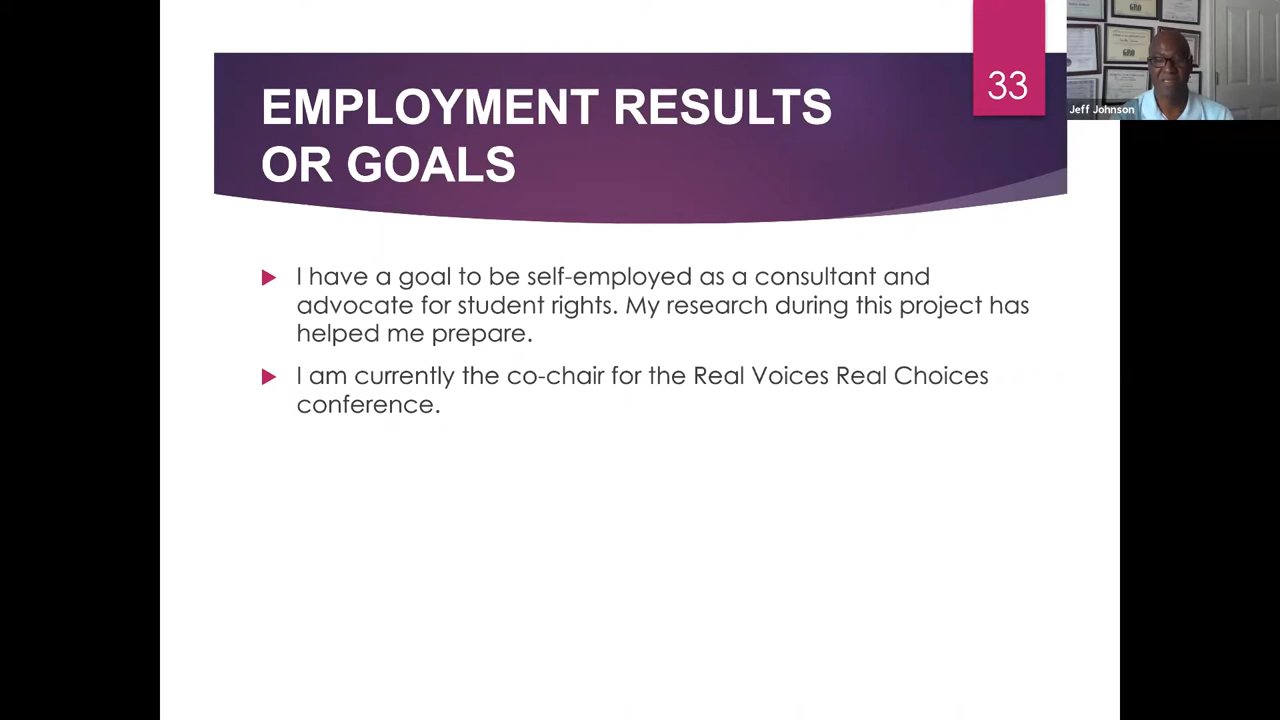 33
Jeff Johnson
EMPLOYMENT RESULTS
OR GOALS
I have a goal to be self-employed as a consultant and
advocate for student rights. My research during this project has
helped me prepare.
I am currently the co-chair for the Real Voices Real Choices
conference.